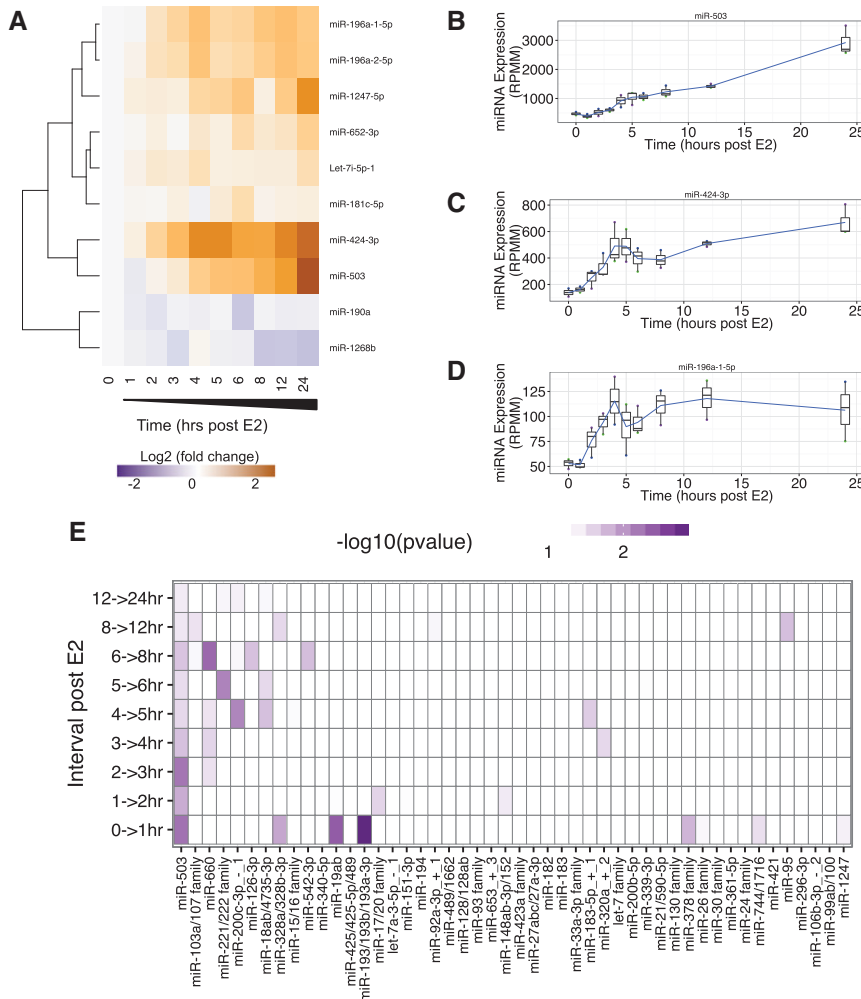 A
miR-196a-1-5p
miR-196a-2-5p
miR-1247-5p
miR-652-3p
Let-7i-5p-1
miR-181c-5p
miR-424-3p
miR-503
miR-190a
miR-1268b
0 1 2 3 4 5 6 8 12 24
Time (hrs post E2)
Log2 (fold change)
-2 0 2
B
miR-503
miRNA Expression
(RPMM)
3000
2000
1000
0 5 10 15 20 25
Time (hours post E2)
C
miR-424-3p
miRNA Expression
(RPMM)
800
600
400
200
0 5 10 15 20 25
Time (hours post E2)
D
miR-196a-1-5p
miRNA Expression
(RPMM)
125
100
75
50
0 5 10 15 20 25
Time (hours post E2)
E
-log10(pvalue)
1 2
Interval post E2
12->24hr
8->12hr
6->8hr
5->6hr
4->5hr
3->4hr
2->3hr
1->2hr
0->1hr
miR-503
miR-103a/107 family
miR-660
miR-221/222 family
miR-200c-3p_-_1
miR-126-3p
miR-18ab/4735-3p
miR-328a/328b-3p
miR-15/16 family
miR-342-3p
miR-340-5p
miR-19ab
miR-425/425-5p/489
miR-193/193b/193a-3p
miR-17/20 family
let-7a-3-5p_-_1
miR-151-3p
miR-194
miR-92a-3p_+_1
miR-489/1662
miR-128/128ab
miR-93 family
miR-653_+_3
miR-148ab-3p/152
miR-423a family
miR-27abc/27a-3p
miR-182
miR-183
miR-33a-3p family
miR-183-5p_+_1
miR-320a_+_2
let-7 family
miR-200b-5p
miR-339-3p
miR-21/590-5p
miR-130 family
miR-378 family
miR-26 family
miR-30 family
miR-361-5p
miR-24 family
miR-744/1716
miR-421
miR-95
miR-296-3p
miR-106b-3p_-_2
miR-99ab/100
miR-1247